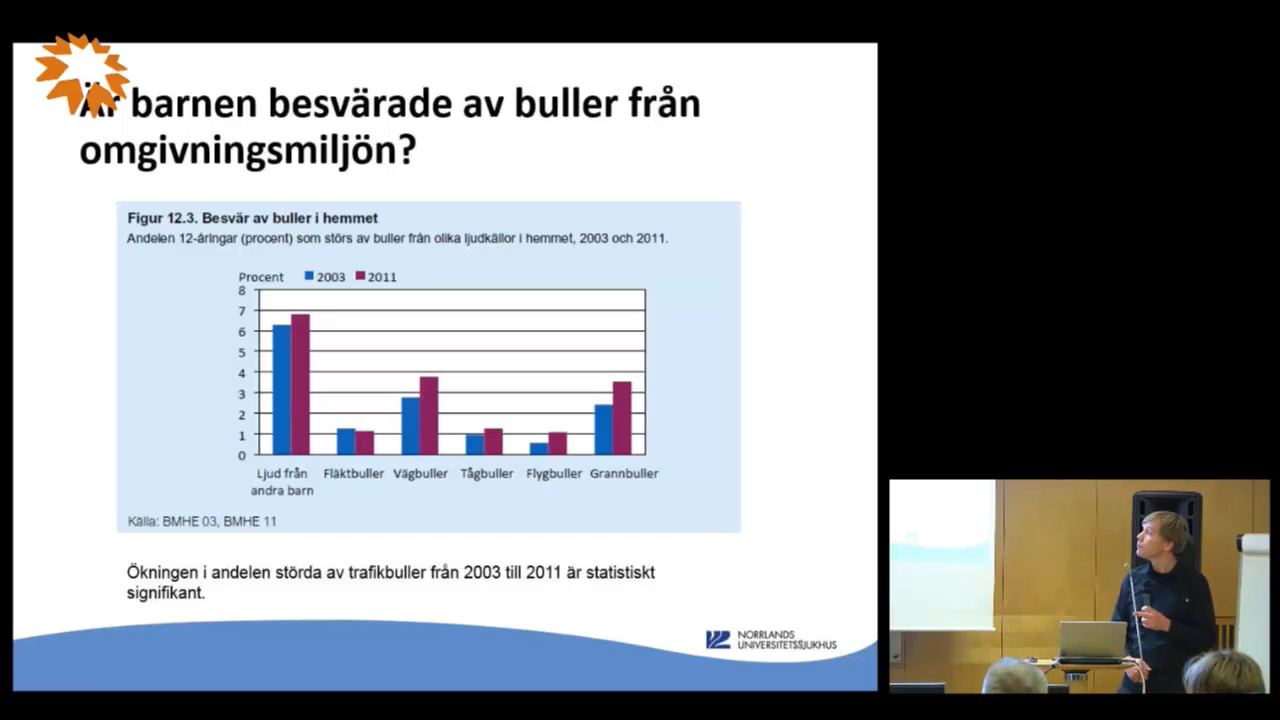 Är barnen besvärade av buller från
omgivningsmiljön?
Figur 12.3. Besvär av buller i hemmet
Andelen 12-åringar (procent) som störs av buller från olika ljudkällor i hemmet, 2003 och 2011.
Procent 2003 2011
8
7
6
5
4
3
2
1
0
Ljud från andra barn
Fläktbuller
Vägbuller
Tågbuller
Flygbuller
Grannbuller
Källa: BMHE 03, BMHE 11
Ökningen i andelen störda av trafikbuller från 2003 till 2011 är statistiskt
signifikant.
NORRLANDS
UNIVERSITETSSJUKHUS